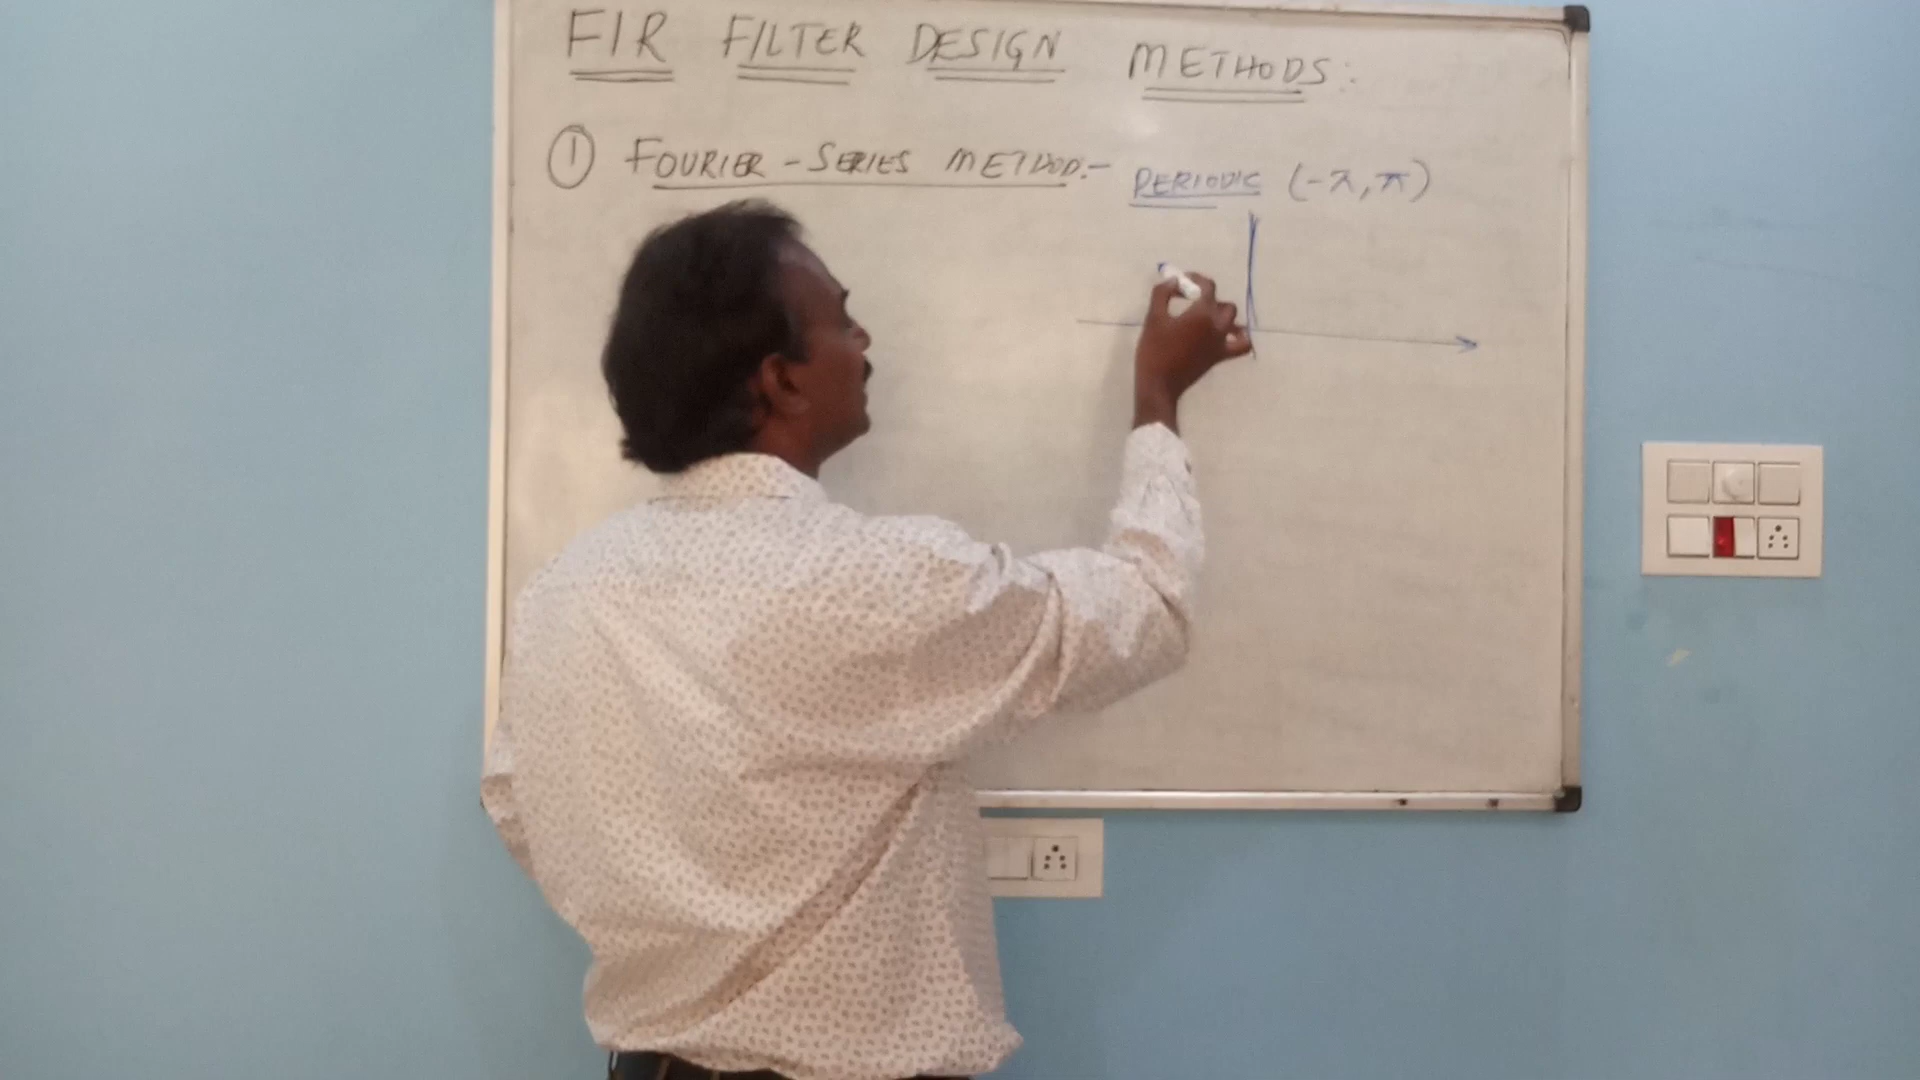 FIR FILTER DESIGN METHODS:
① FOURIER - SERIES METHOD:- PERIODIC (-π, π)